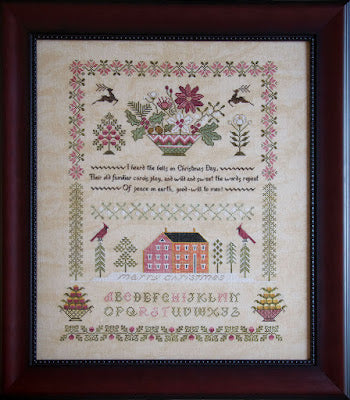 I heard the bells on Christmas Day,
Their old familiar carols play, and wild and sweet the words repeat
Of peace on earth, good-will to men!
merry christmas
ABCDEFGHIJKLMN
OPQRSTUVWXYZ